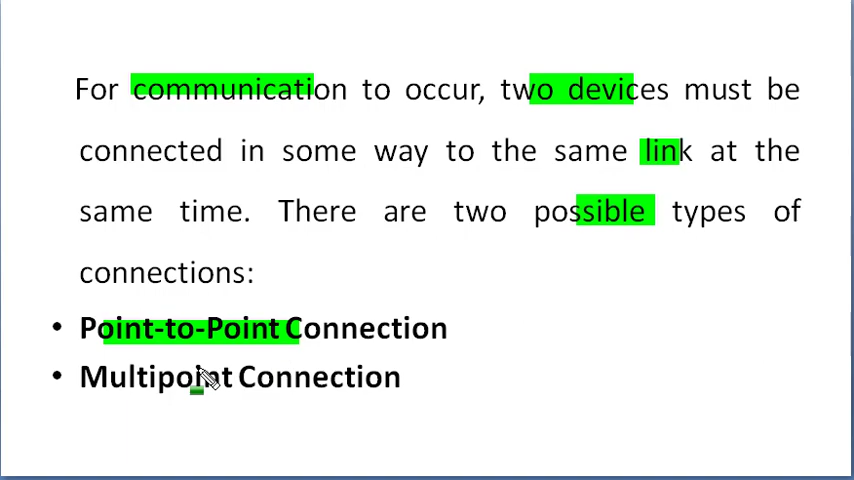 For communication to occur, two devices must be
connected in some way to the same link at the
same time. There are two possible types of
connections:
• Point-to-Point Connection
• Multipoint Connection